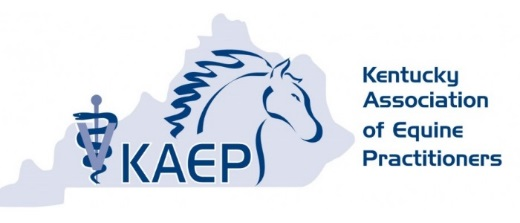 V KAEP
Kentucky
Association
of Equine
Practitioners